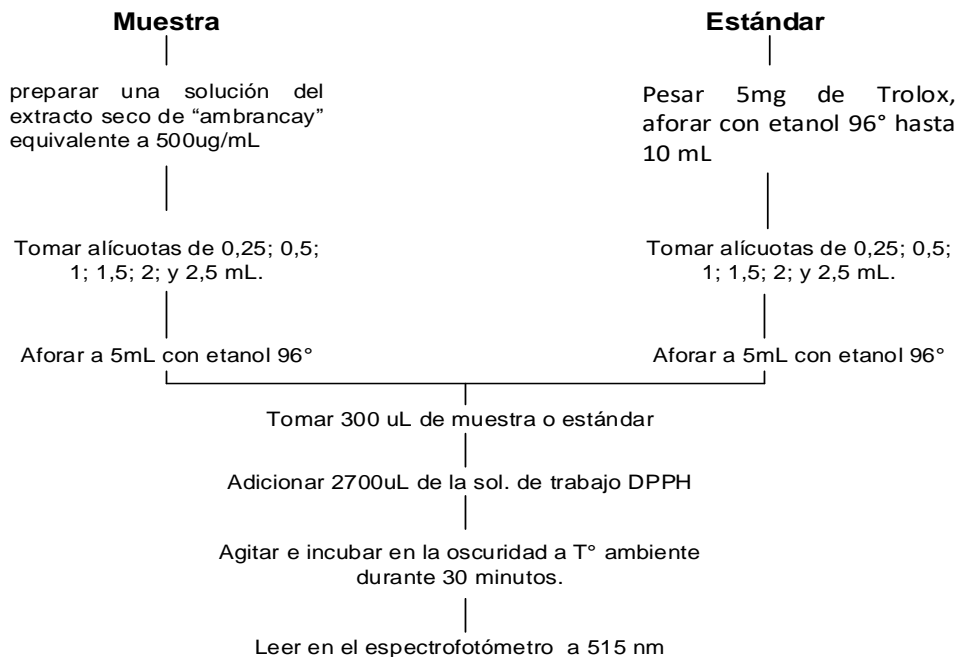 Muestra
preparar una solución del
extracto seco de “ambrancay”
equivalente a 500ug/mL
Tomar alícuotas de 0,25; 0,5;
1; 1,5; 2; y 2,5 mL.
Aforar a 5mL con etanol 96°
Estándar
Pesar 5mg de Trolox,
aforar con etanol 96° hasta
10 mL
Tomar alícuotas de 0,25; 0,5;
1; 1,5; 2; y 2,5 mL.
Aforar a 5mL con etanol 96°
Tomar 300 uL de muestra o estándar
Adicionar 2700uL de la sol. de trabajo DPPH
Agitar e incubar en la oscuridad a T° ambiente
durante 30 minutos.
Leer en el espectrofotómetro a 515 nm